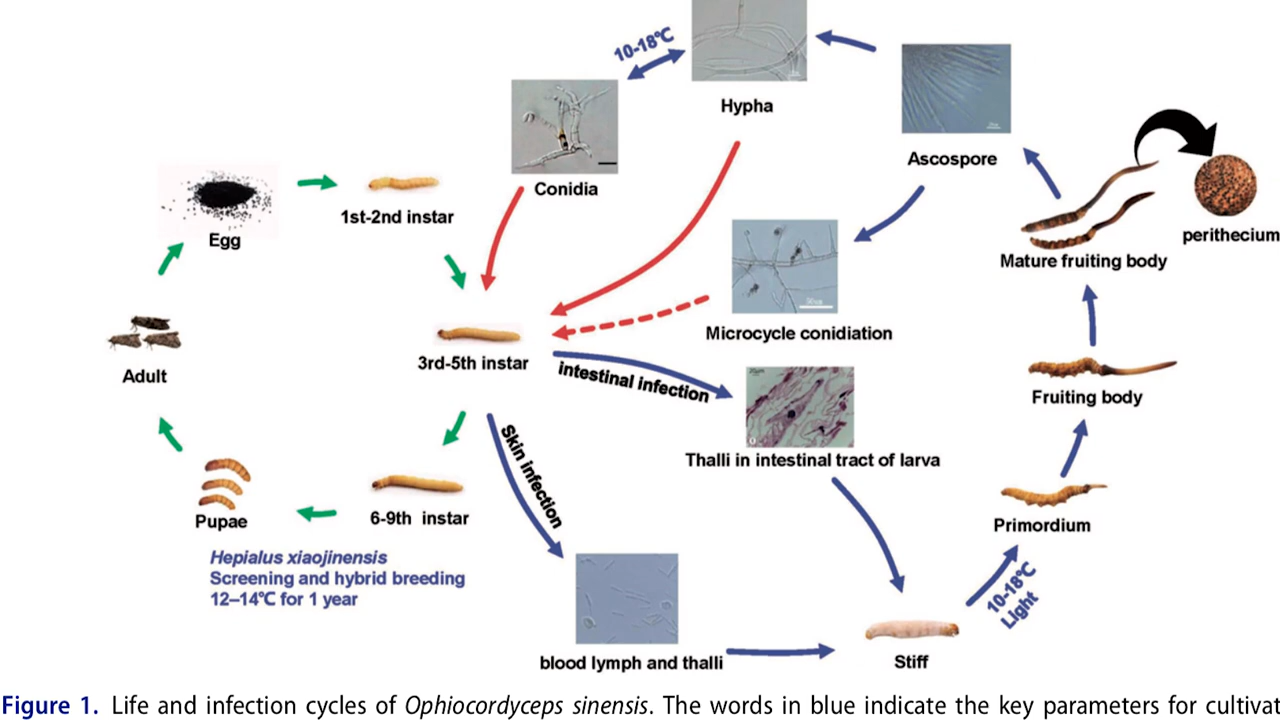 10-18℃
Hypha
Conidia
Ascospore
perithecium
Mature fruiting body
Egg
1st-2nd instar
Microcycle conidiation
3rd-5th instar
Adult
intestinal infection
Fruiting body
Thalli in intestinal tract of larva
Skin infection
6-9th instar
Pupae
Primordium
Hepialus xiaojinensis
Screening and hybrid breeding
12–14℃ for 1 year
10-18℃
Light
blood lymph and thalli
Stiff
Figure 1. Life and infection cycles of Ophiocordyceps sinensis. The words in blue indicate the key parameters for cultivat